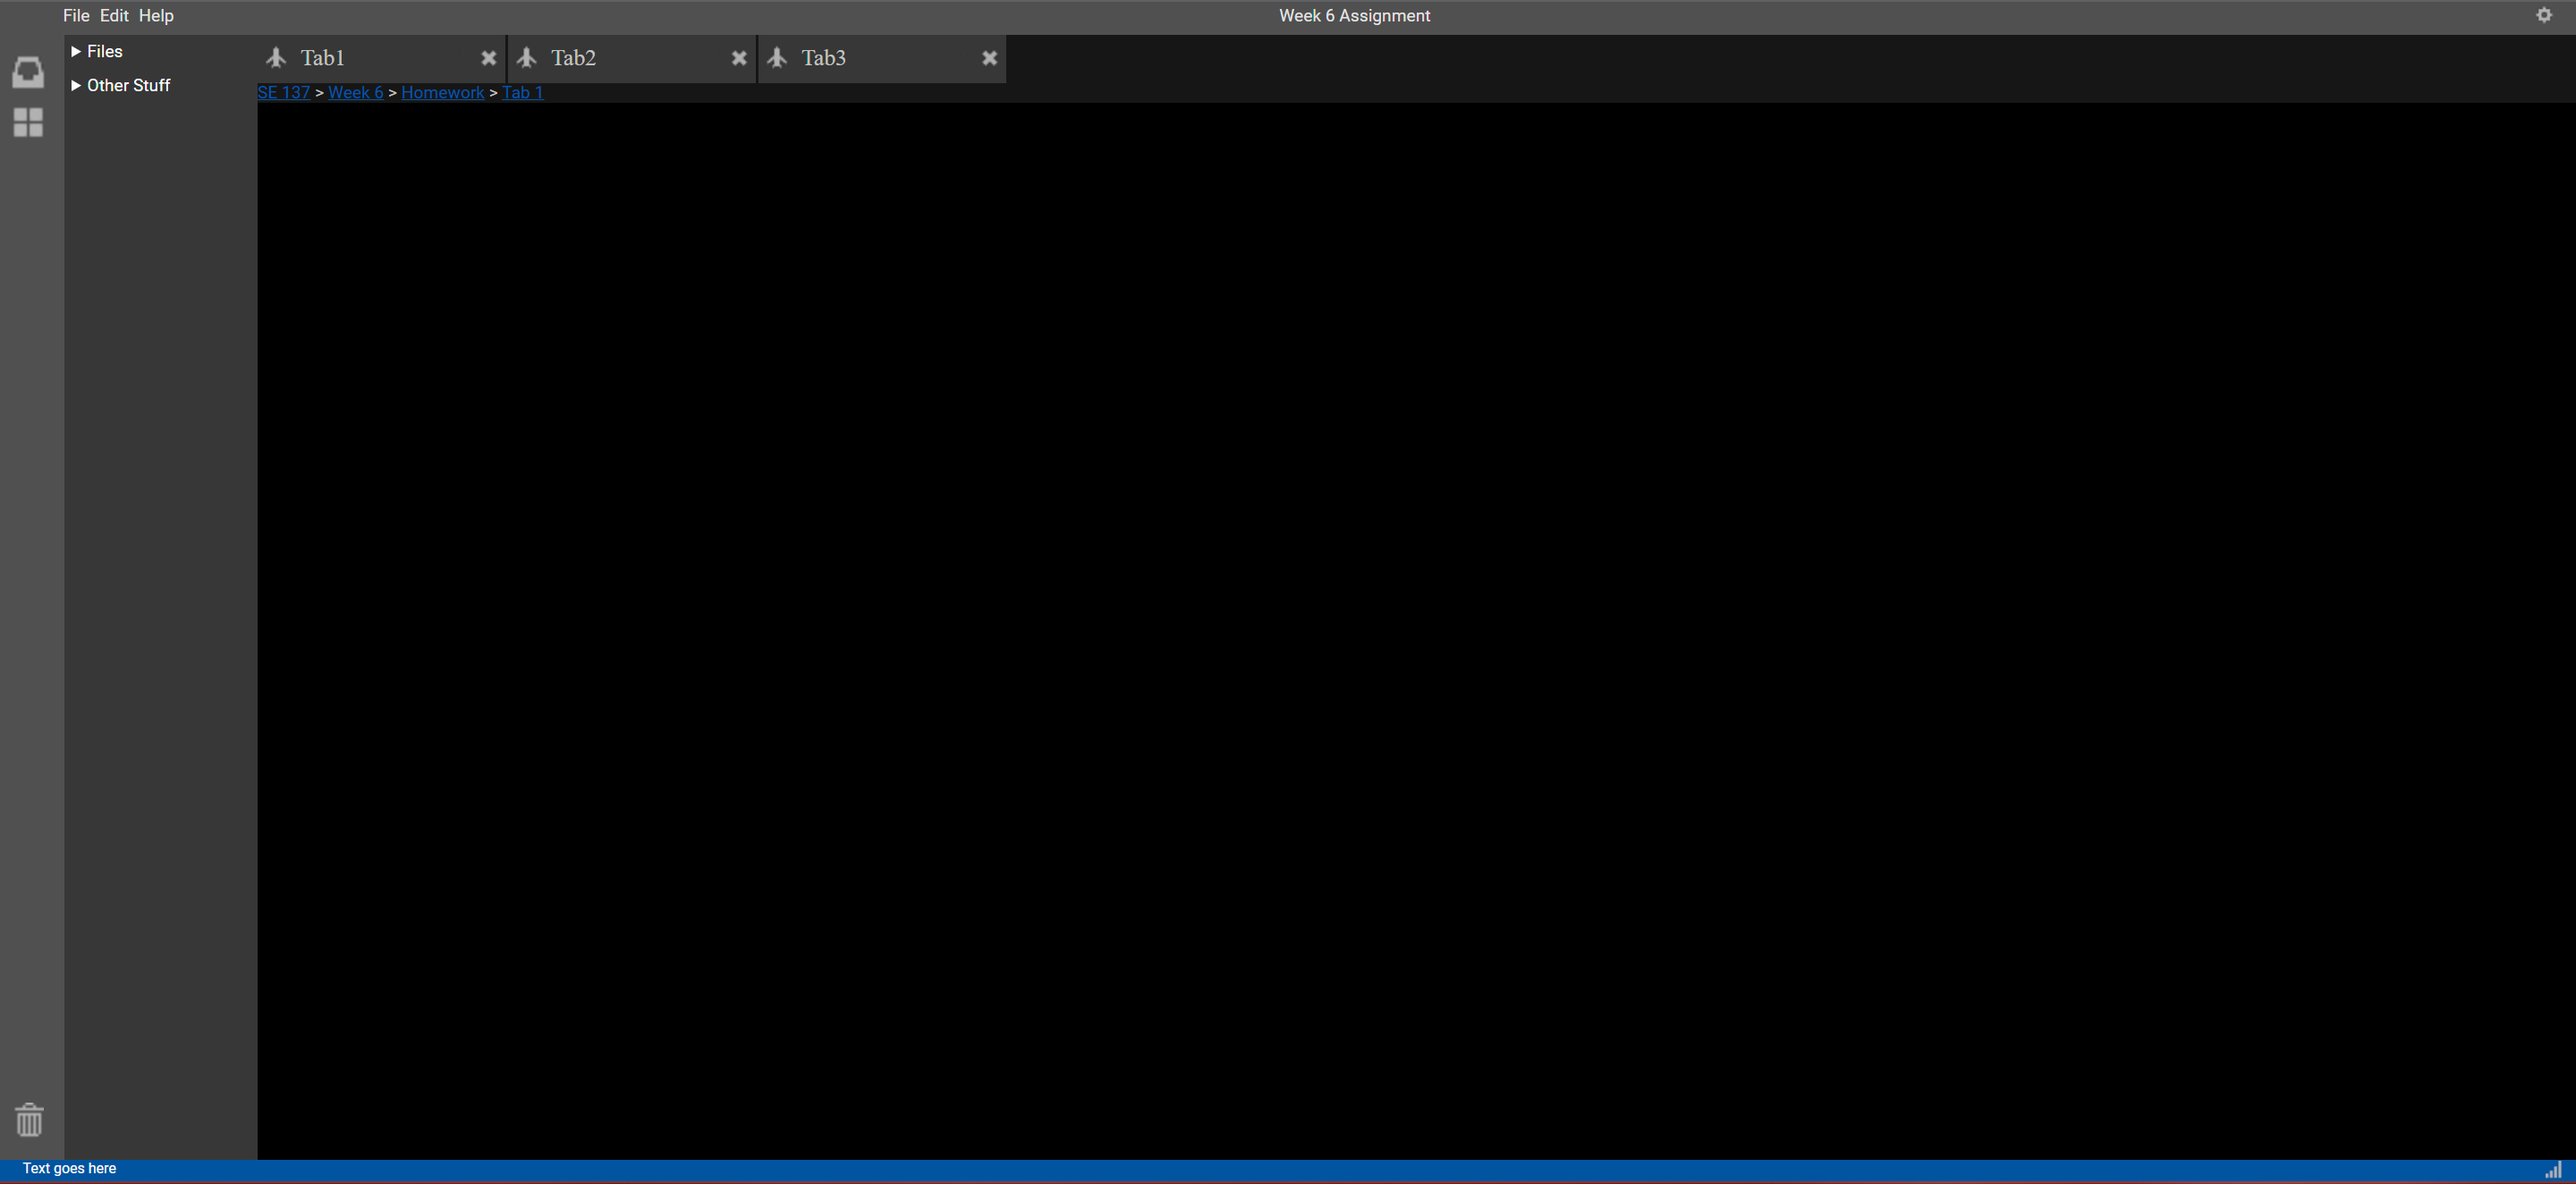 File Edit Help
Week 6 Assignment
Files
Other Stuff
Tab1
Tab2
Tab3
SE 137 > Week 6 > Homework > Tab 1
Text goes here